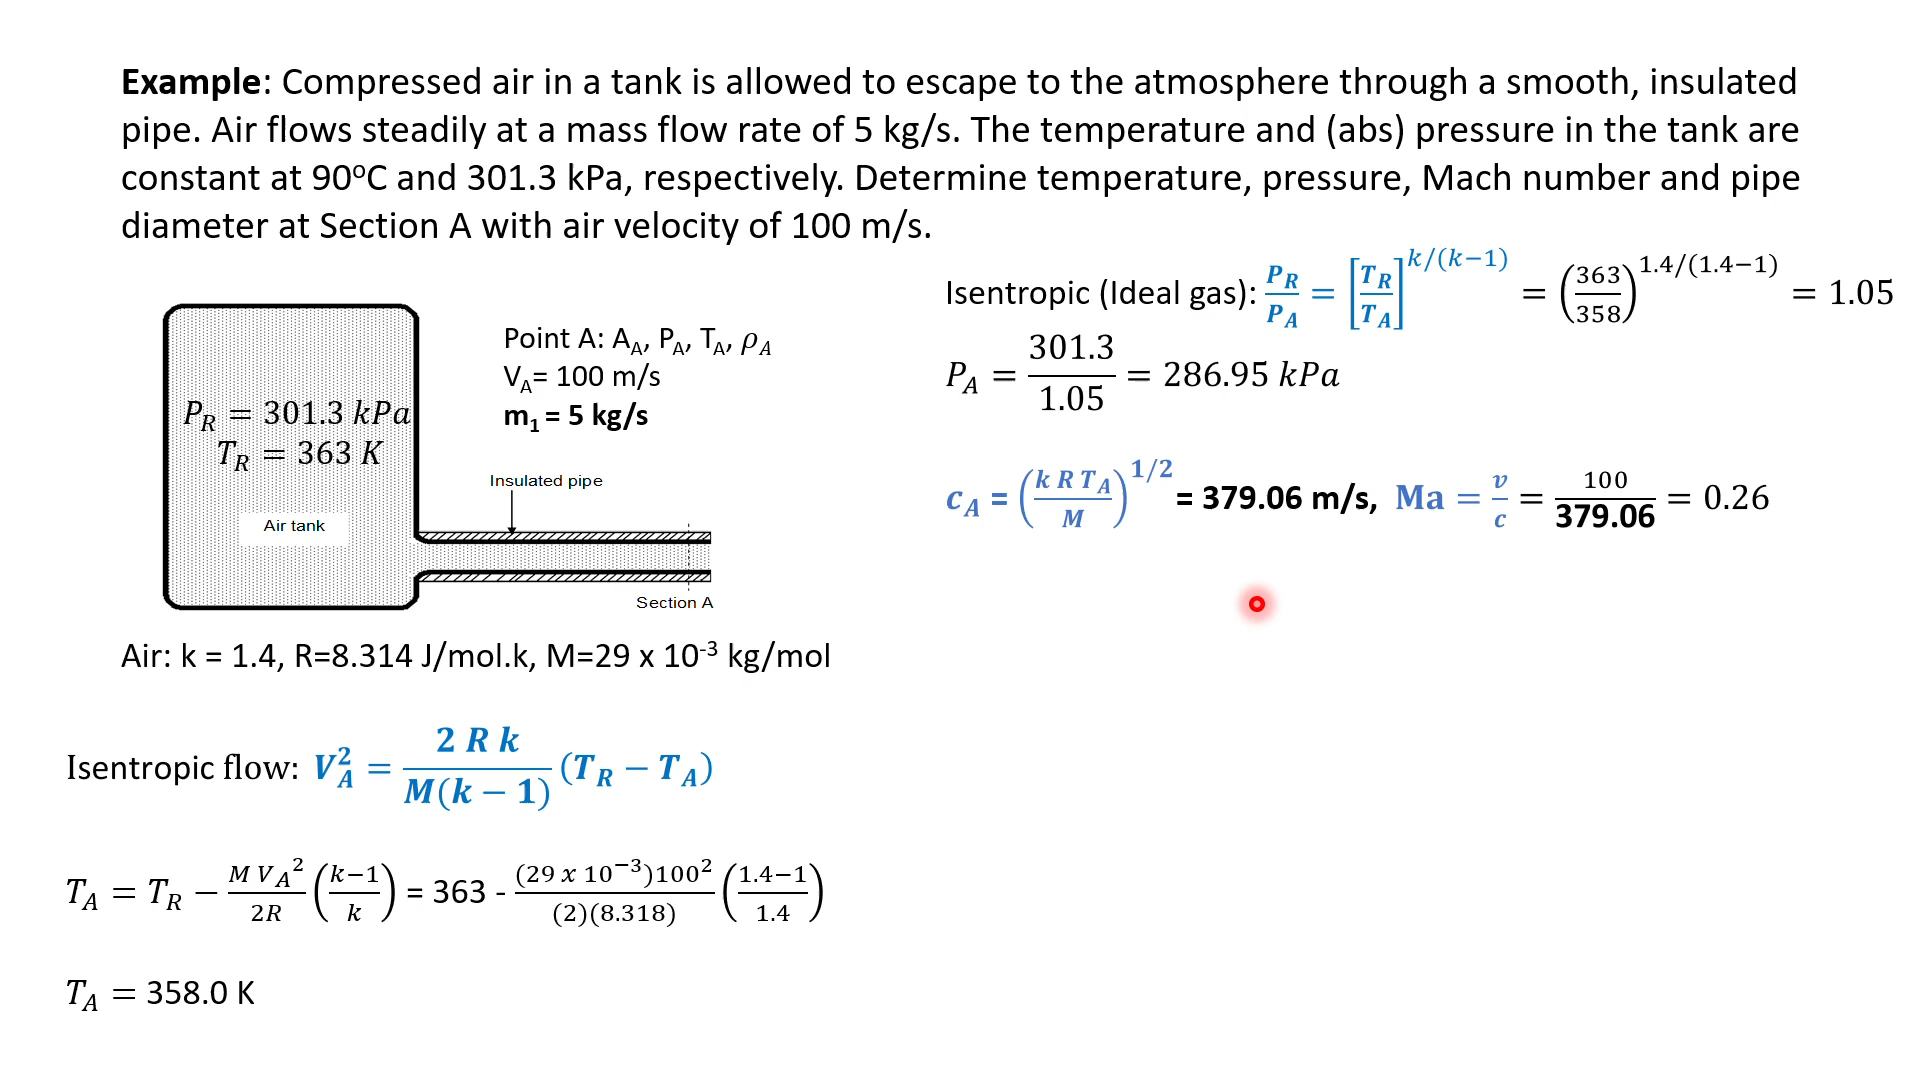 Example: Compressed air in a tank is allowed to escape to the atmosphere through a smooth, insulated
pipe. Air flows steadily at a mass flow rate of 5 kg/s. The temperature and (abs) pressure in the tank are
constant at 90°C and 301.3 kPa, respectively. Determine temperature, pressure, Mach number and pipe
diameter at Section A with air velocity of 100 m/s.
P_R = 301.3 kPa
T_R = 363 K
Air tank
Point A: A_A, P_A, T_A, ρ_A
V_A= 100 m/s
m_1 = 5 kg/s
Insulated pipe
Section A
Air: k = 1.4, R=8.314 J/mol.k, M=29 x 10^-3 kg/mol
Isentropic flow: V_A^2 = (2 R k)/(M(k − 1)) (T_R − T_A)
T_A = T_R − (M V_A^2)/(2R) ((k−1)/k) = 363 - ((29 x 10^−3)100^2)/((2)(8.318)) ((1.4−1)/1.4)
T_A = 358.0 K
Isentropic (Ideal gas): P_R/P_A = [T_R/T_A]^k/(k−1) = (363/358)^1.4/(1.4−1) = 1.05
P_A = 301.3/1.05 = 286.95 kPa
c_A = (k R T_A/M)^1/2 = 379.06 m/s, Ma = v/c = 100/379.06 = 0.26